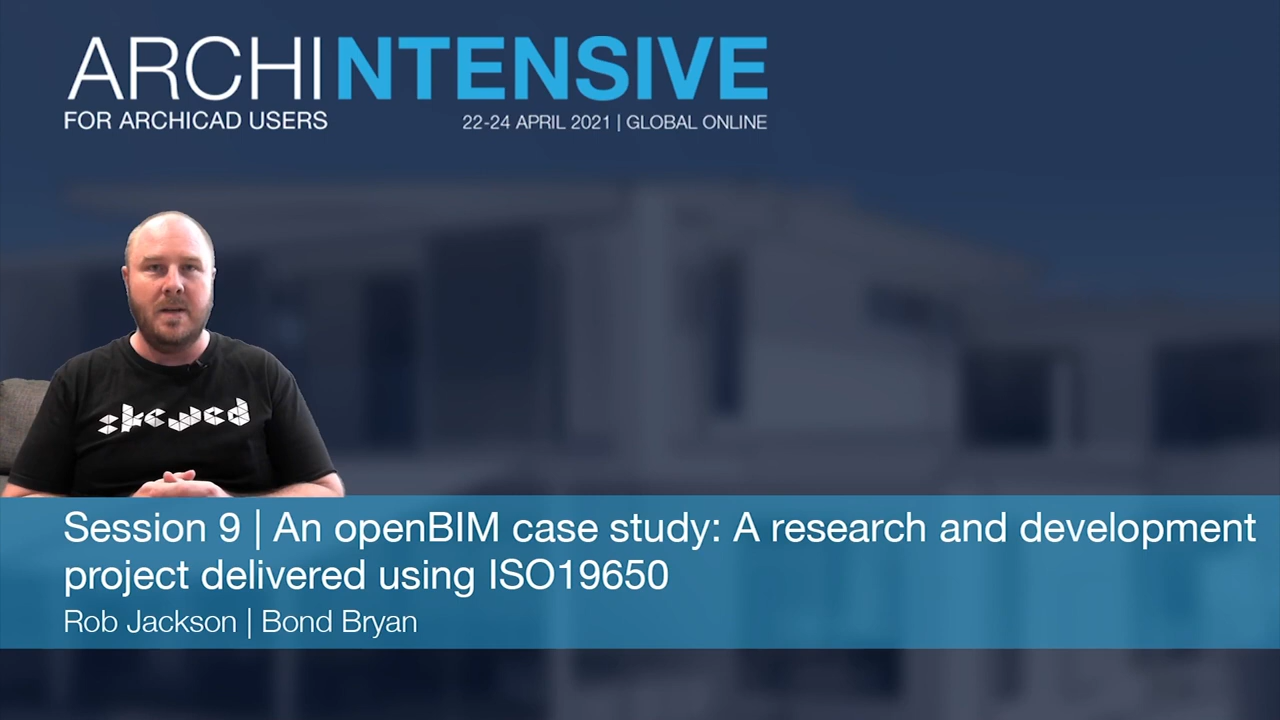 ARCHINTENSIVE
FOR ARCHICAD USERS
22-24 APRIL 2021 | GLOBAL ONLINE
skewed
Session 9 | An openBIM case study: A research and development
project delivered using ISO19650
Rob Jackson | Bond Bryan